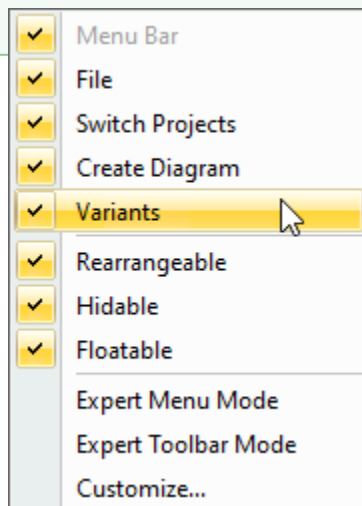 Menu Bar
File
Switch Projects
Create Diagram
Variants
Rearrangeable
Hidable
Floatable
Expert Menu Mode
Expert Toolbar Mode
Customize...